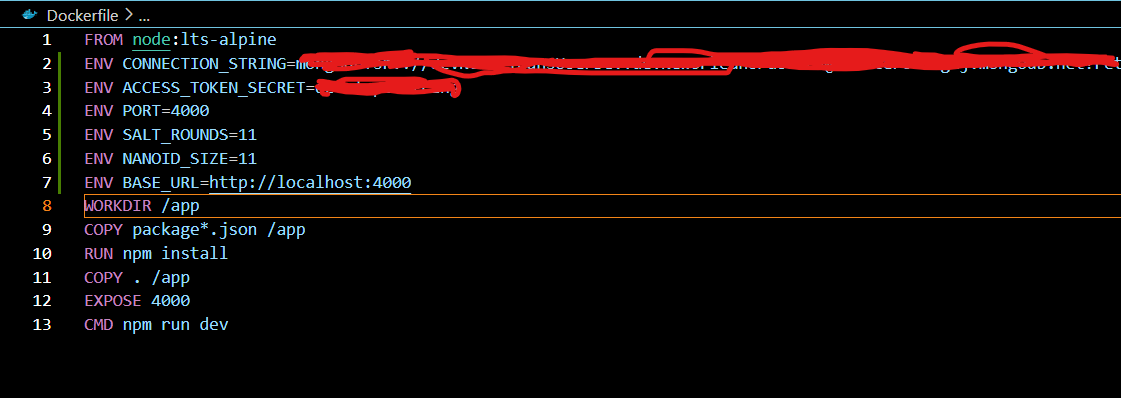 Dockerfile > ...
1 FROM node:lts-alpine
2 ENV CONNECTION_STRING=
3 ENV ACCESS_TOKEN_SECRET=
4 ENV PORT=4000
5 ENV SALT_ROUNDS=11
6 ENV NANOID_SIZE=11
7 ENV BASE_URL=http://localhost:4000
8 WORKDIR /app
9 COPY package*.json /app
10 RUN npm install
11 COPY . /app
12 EXPOSE 4000
13 CMD npm run dev